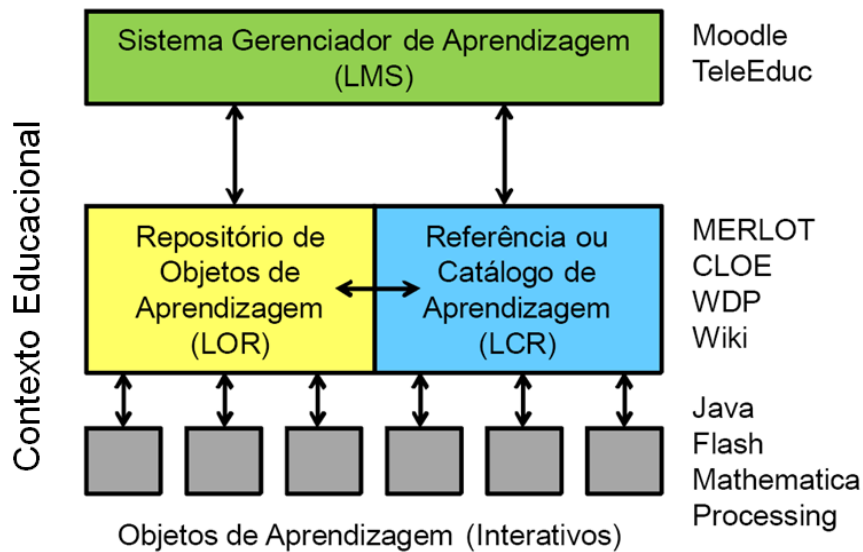 Contexto Educacional
Sistema Gerenciador de Aprendizagem
(LMS)
Moodle
TeleEduc
Repositório de
Objetos de
Aprendizagem
(LOR)
Referência ou
Catálogo de
Aprendizagem
(LCR)
MERLOT
CLOE
WDP
Wiki
Java
Flash
Mathematica
Processing
Objetos de Aprendizagem (Interativos)